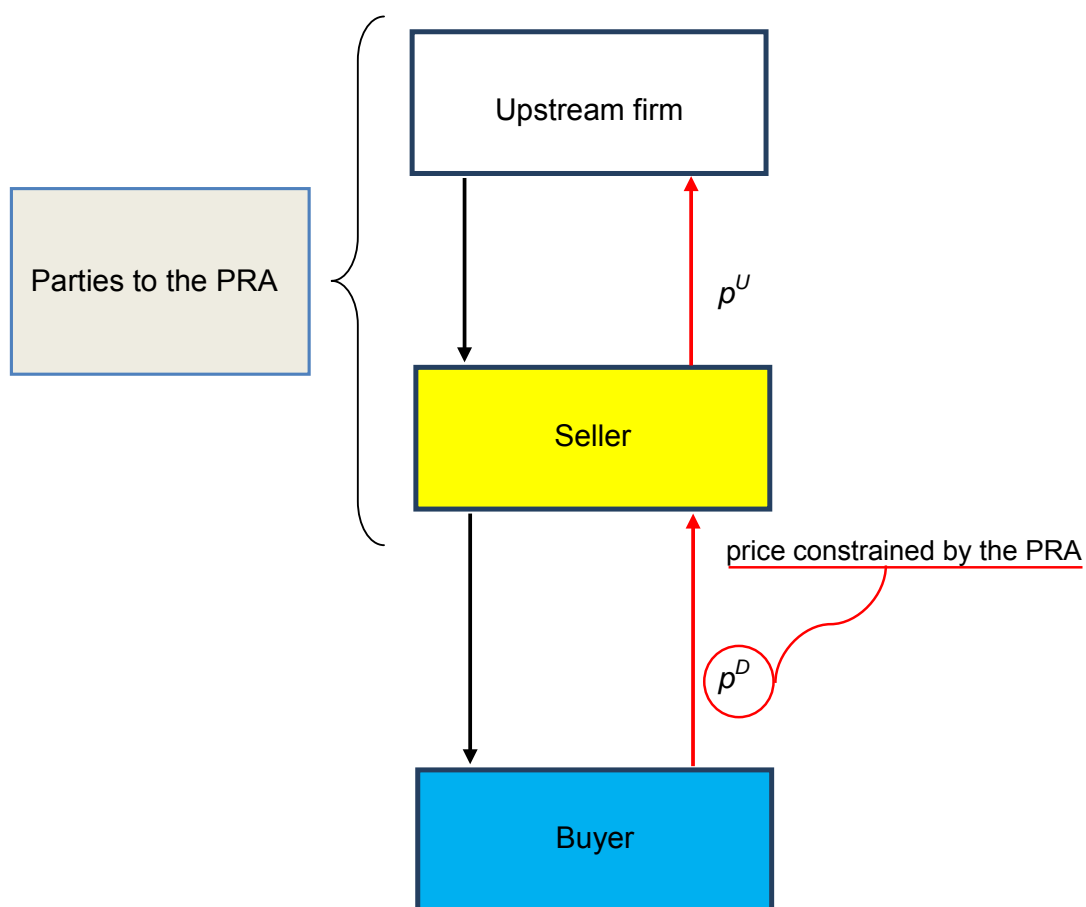 Upstream firm
Parties to the PRA
p^U
Seller
price constrained by the PRA
p^D
Buyer